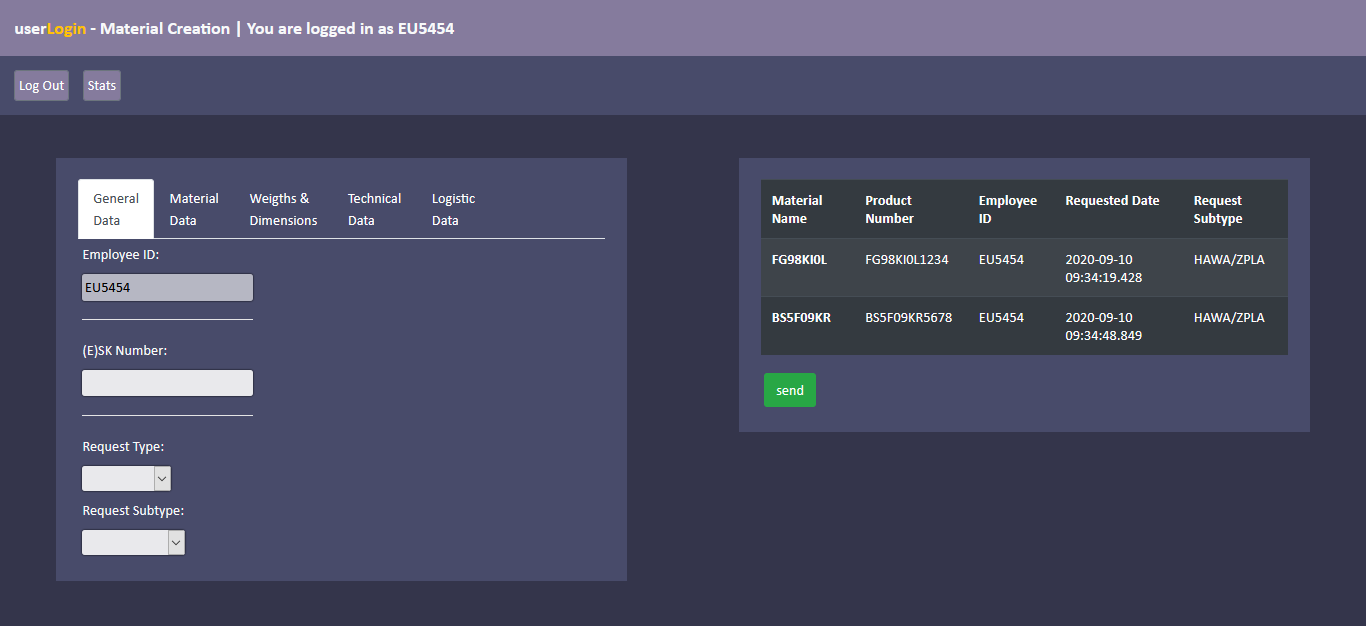 userLogin - Material Creation | You are logged in as EU5454
Log Out Stats
General Data
Material Data
Weigths & Dimensions
Technical Data
Logistic Data
Employee ID:
EU5454
(E)SK Number:
Request Type:
Request Subtype:
Material Name Product Number Employee ID Requested Date Request Subtype
FG98KI0L FG98KI0L1234 EU5454 2020-09-10 09:34:19.428 HAWA/ZPLA
BS5F09KR BS5F09KR5678 EU5454 2020-09-10 09:34:48.849 HAWA/ZPLA
send